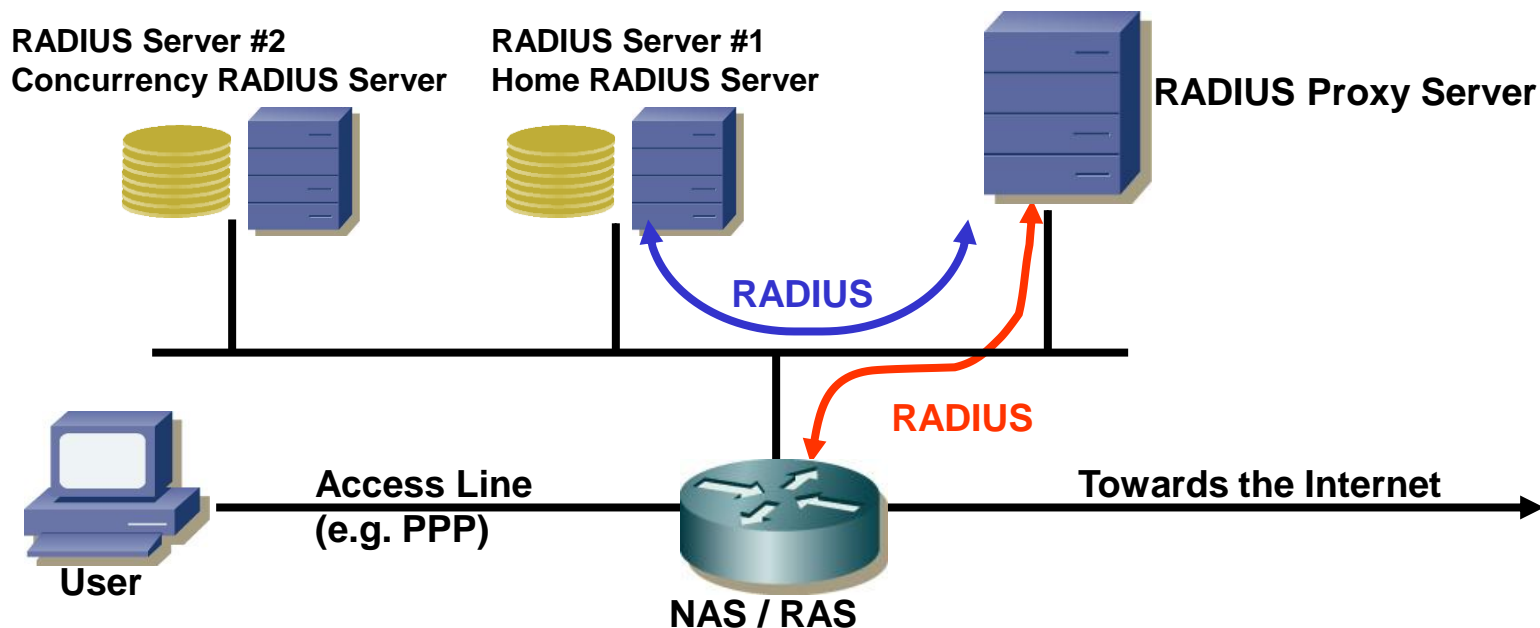 RADIUS Server #2
Concurrency RADIUS Server
RADIUS Server #1
Home RADIUS Server
RADIUS Proxy Server
RADIUS
RADIUS
Access Line
(e.g. PPP)
Towards the Internet
User
NAS / RAS